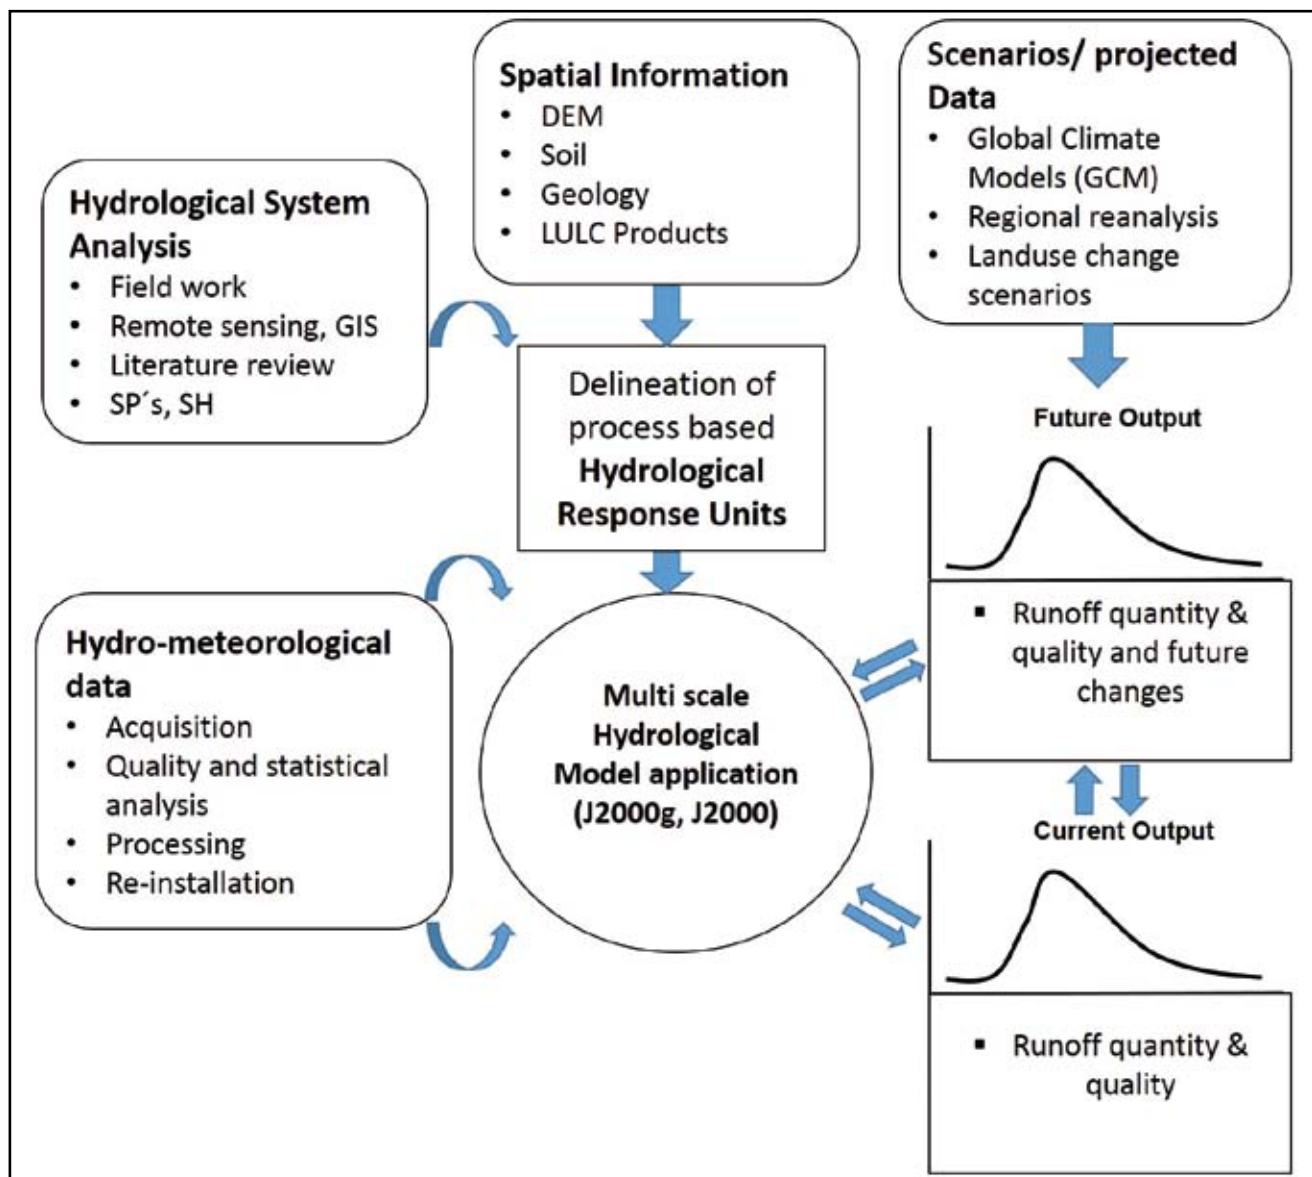 Spatial Information
• DEM
• Soil
• Geology
• LULC Products
Scenarios/ projected
Data
• Global Climate
Models (GCM)
• Regional reanalysis
• Landuse change
scenarios
Hydrological System
Analysis
• Field work
• Remote sensing, GIS
• Literature review
• SP´s, SH
Delineation of
process based
Hydrological
Response Units
Future Output
▪ Runoff quantity &
quality and future
changes
Hydro-meteorological
data
• Acquisition
• Quality and statistical
analysis
• Processing
• Re-installation
Multi scale
Hydrological
Model application
(J2000g, J2000)
Current Output
▪ Runoff quantity &
quality